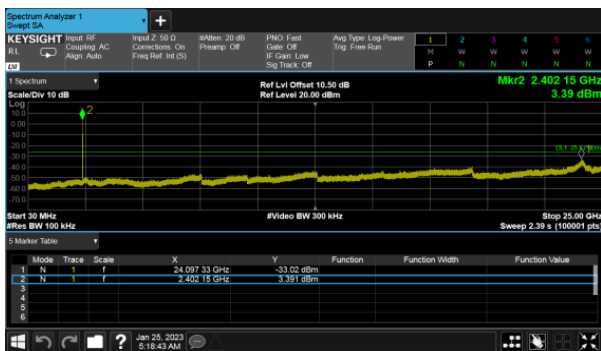 Spectrum Analyzer 1
Swept SA
KEYSIGHT Input: RF Input Z: 50 Ω #Atten: 20 dB PNO: Fast Avg Type: Log-Power 1 2 3 4 5 6
RL Coupling: AC Corrections: On Preamp: Off Gate: Off Trig: Free Run M W W W W W
Align: Auto Freq Ref: Int (S) IF Gain: Low
Sig Track: Off P N N N N N
LXI
1 Spectrum Ref Lvl Offset 10.50 dB Mkr2 2.402 15 GHz
Scale/Div 10 dB Ref Level 20.00 dBm 3.39 dBm
Log
10.0
0.00
-10.0
-20.0
-30.0
-40.0
-50.0
-60.0
-70.0
2
Start 30 MHz #Video BW 300 kHz Stop 25.00 GHz
#Res BW 100 kHz Sweep 2.39 s (100001 pts)
5 Marker Table
Mode Trace Scale X Y Function Function Width Function Value
1 N 1 f 24.097 33 GHz -33.02 dBm
2 N 1 f 2.402 15 GHz 3.391 dBm
3
4
5
6
? Jan 25, 2023
5:18:43 AM